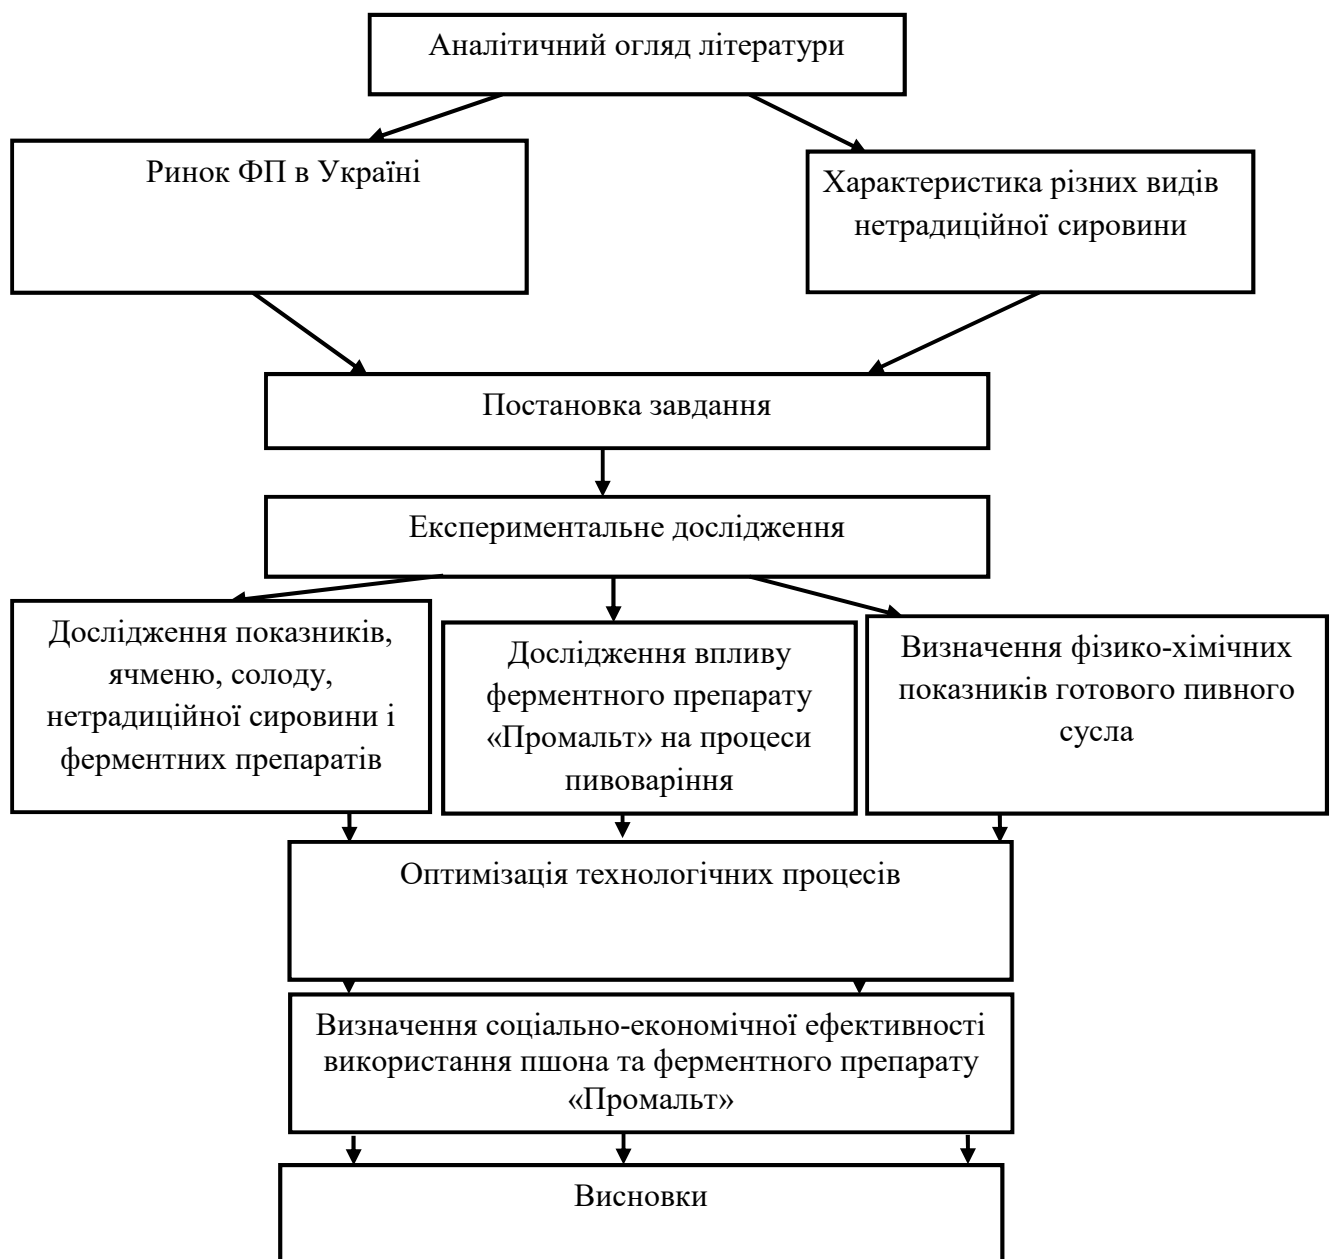 Аналітичний огляд літератури
Ринок ФП в Україні
Характеристика різних видів
нетрадиційної сировини
Постановка завдання
Експериментальне дослідження
Дослідження показників,
ячменю, солоду,
нетрадиційної сировини і
ферментних препаратів
Дослідження впливу
ферментного препарату
«Промальт» на процеси
пивоваріння
Визначення фізико-хімічних
показників готового пивного
сусла
Оптимізація технологічних процесів
Визначення соціально-економічної ефективності
використання пшона та ферментного препарату
«Промальт»
Висновки